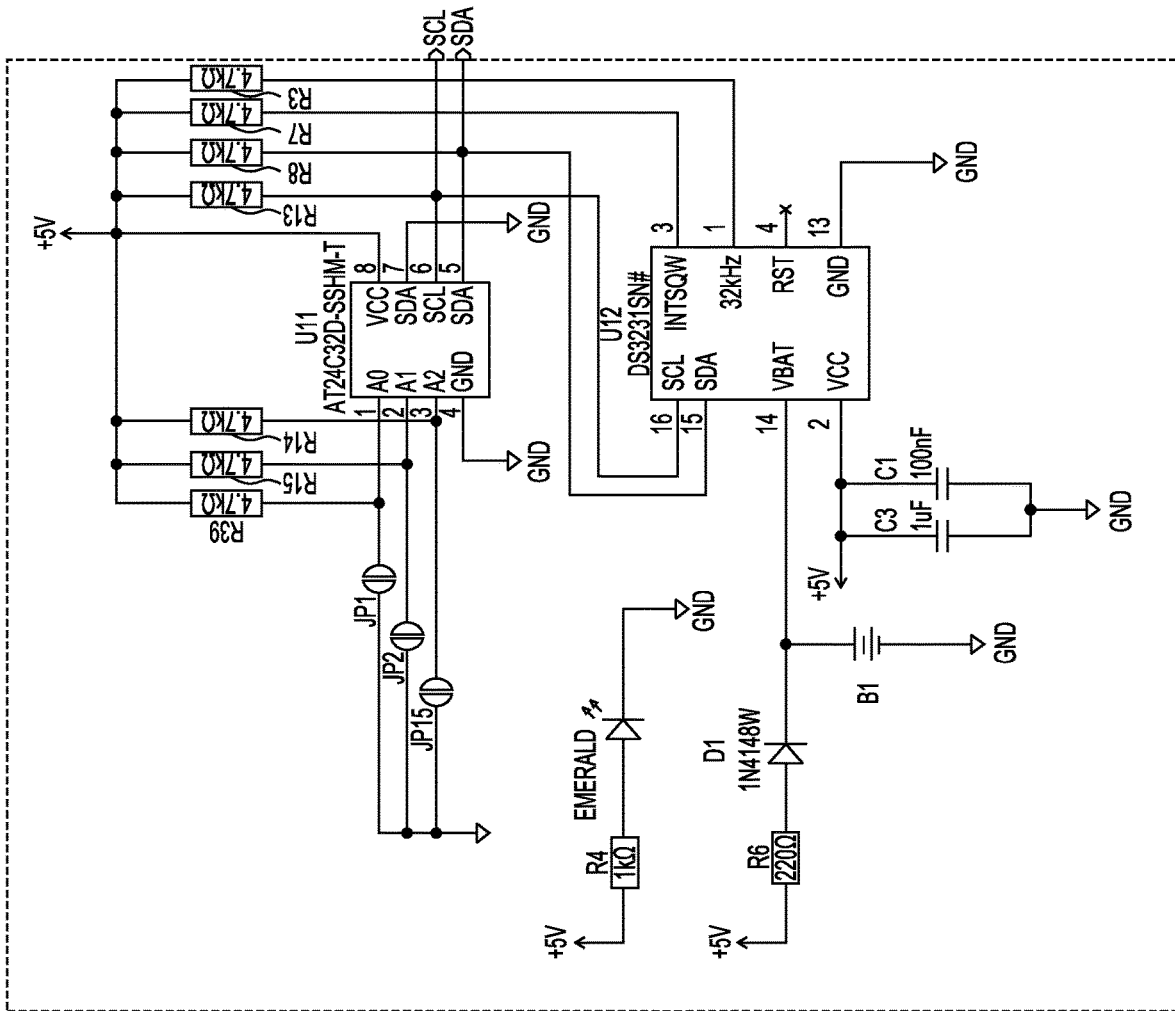 SCL
SDA
+5V
4.7kΩ
R3
4.7kΩ
R7
4.7kΩ
R8
4.7kΩ
R13
4.7kΩ
R14
4.7kΩ
R15
4.7kΩ
R39
U11
AT24C32D-SSHM-T
1 A0 VCC 8
2 A1 SDA 7
3 A2 SCL 6
4 GND SDA 5
GND
GND
JP1
JP2
JP15
U12
DS3231SN#
16 SCL INTSQW 3
15 SDA 32kHz 1
14 VBAT RST 4
2 VCC GND 13
GND
C1
100nF
C3
1uF
+5V
GND
EMERALD
R4
1kΩ
+5V
GND
D1
1N4148W
R6
220Ω
+5V
B1
GND